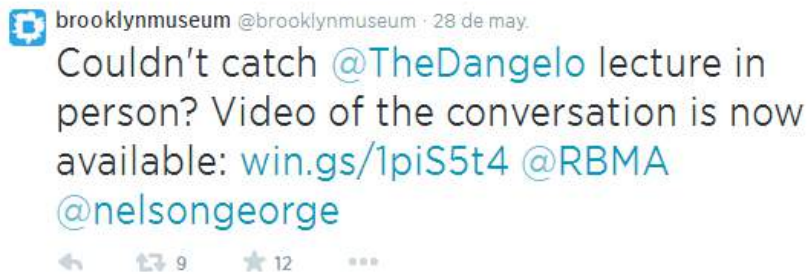 brooklynmuseum @brooklynmuseum · 28 de may.
Couldn't catch @TheDangelo lecture in
person? Video of the conversation is now
available: win.gs/1piS5t4 @RBMA
@nelsongeorge
9 12